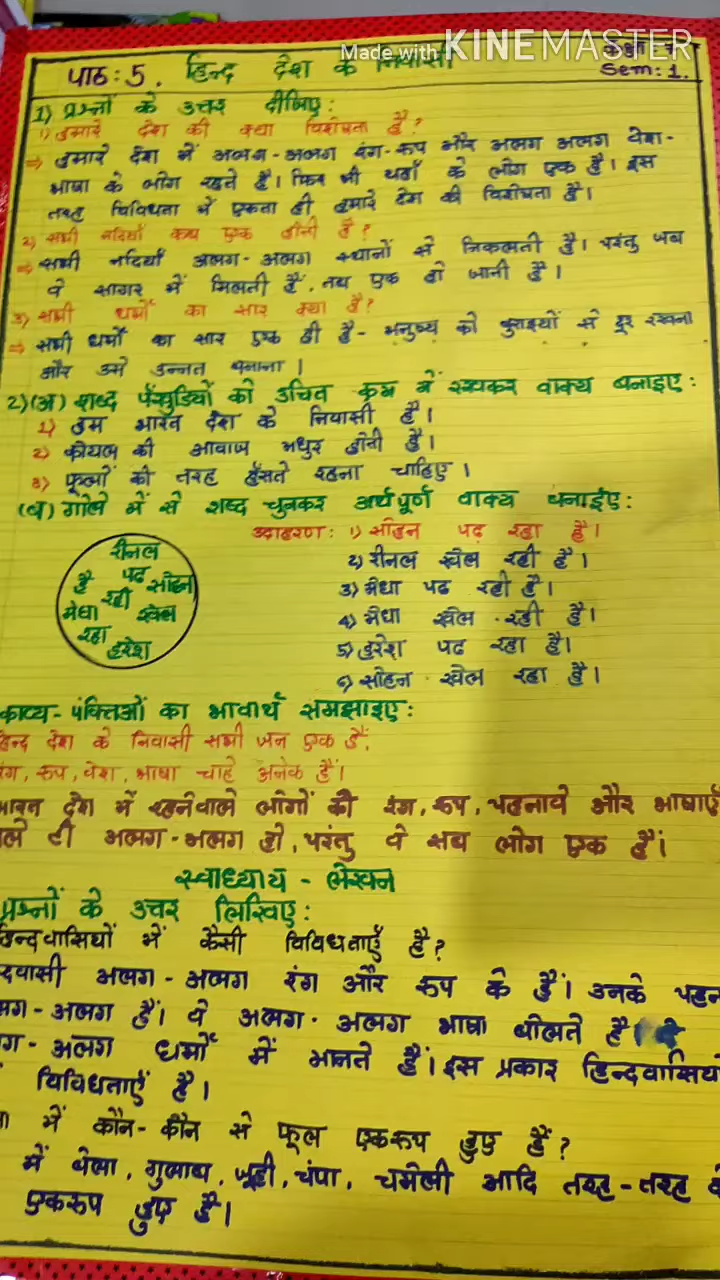 Made with KINEMASTER
पाठ : 5. हिन्द देश के निवासी
Sem : 1.
1) प्रश्नों के उत्तर दीजिए :
1) हमारे देश की क्या विशेषता है ?
⇒ हमारे देश में अलग-अलग रंग-रूप और अलग अलग वेश-
भाषा के लोग रहते है। फिर भी यहाँ के लोग एक है। इस
तरह विविधता में एकता ही हमारे देश की विशेषता है।
2) सभी नदियाँ कब एक होती है ?
⇒ सभी नदियाँ अलग-अलग स्थानों से निकलती है। परंतु जब
वे सागर में मिलती हैं, तब एक हो जाती है।
3) सभी धर्मों का सार क्या है?
⇒ सभी धर्मों का सार एक ही है- मनुष्य को बुराइयों से दूर रखना
और उसे उन्नत बनाना।
2)(अ) शब्द पंखुडियों को उचित क्रम में रखकर वाक्य बनाइए :
1) हम भारत देश के निवासी है।
2) कोयल की आवाज मधुर होती है।
3) फूलों की तरह हँसते रहना चाहिए।
(ब) गोले में से शब्द चुनकर अर्थपूर्ण वाक्य बनाईए :
रीनल
है पढ सोहन
रही
मेधा खेल
रहा
हरेश
उदाहरण : 1) सोहन पढ रहा है।
2) रीनल खेल रही है।
3) मेधा पढ रही है।
4) मेधा खेल रही है।
5) हरेश पढ रहा है।
6) सोहन खेल रहा है।
काव्य-पंक्तिओं का भावार्थ समझाइए :
हिन्द देश के निवासी सभी जन एक हैं,
रंग, रूप, वेश, भाषा चाहे अनेक हैं।
भारत देश में रहनेवाले लोगों की रंग, रूप, पहनावे और भाषाएँ
ले ही अलग-अलग हो, परंतु वे सब लोग एक हैं।
स्वाध्याय - लेखन
प्रश्नों के उत्तर लिखिए :
हिन्दवासियों में कैसी विविधताएँ है?
दवासी अलग-अलग रंग और रूप के हैं। उनके पहन
लग-अलग हैं। वे अलग-अलग भाषा बोलते है।
ग-अलग धर्मों में मानते हैं। इस प्रकार हिन्दवासियों
विविधताएँ है।
में कौन-कौन से फूल एकरूप हुए हैं?
में बेला, गुलाब, जूही, चंपा, चमेली आदि तरह-तरह के
एकरूप हुए हैं।